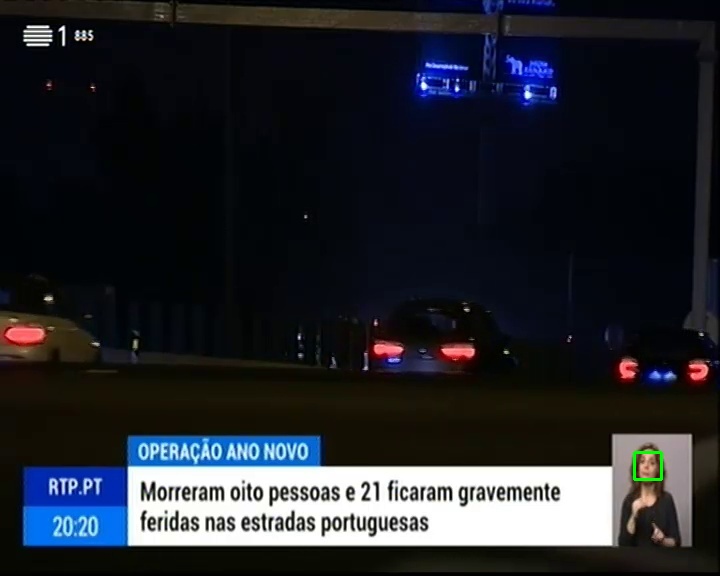 1 885
OPERAÇÃO ANO NOVO
RTP.PT
20:20
Morreram oito pessoas e 21 ficaram gravemente
feridas nas estradas portuguesas